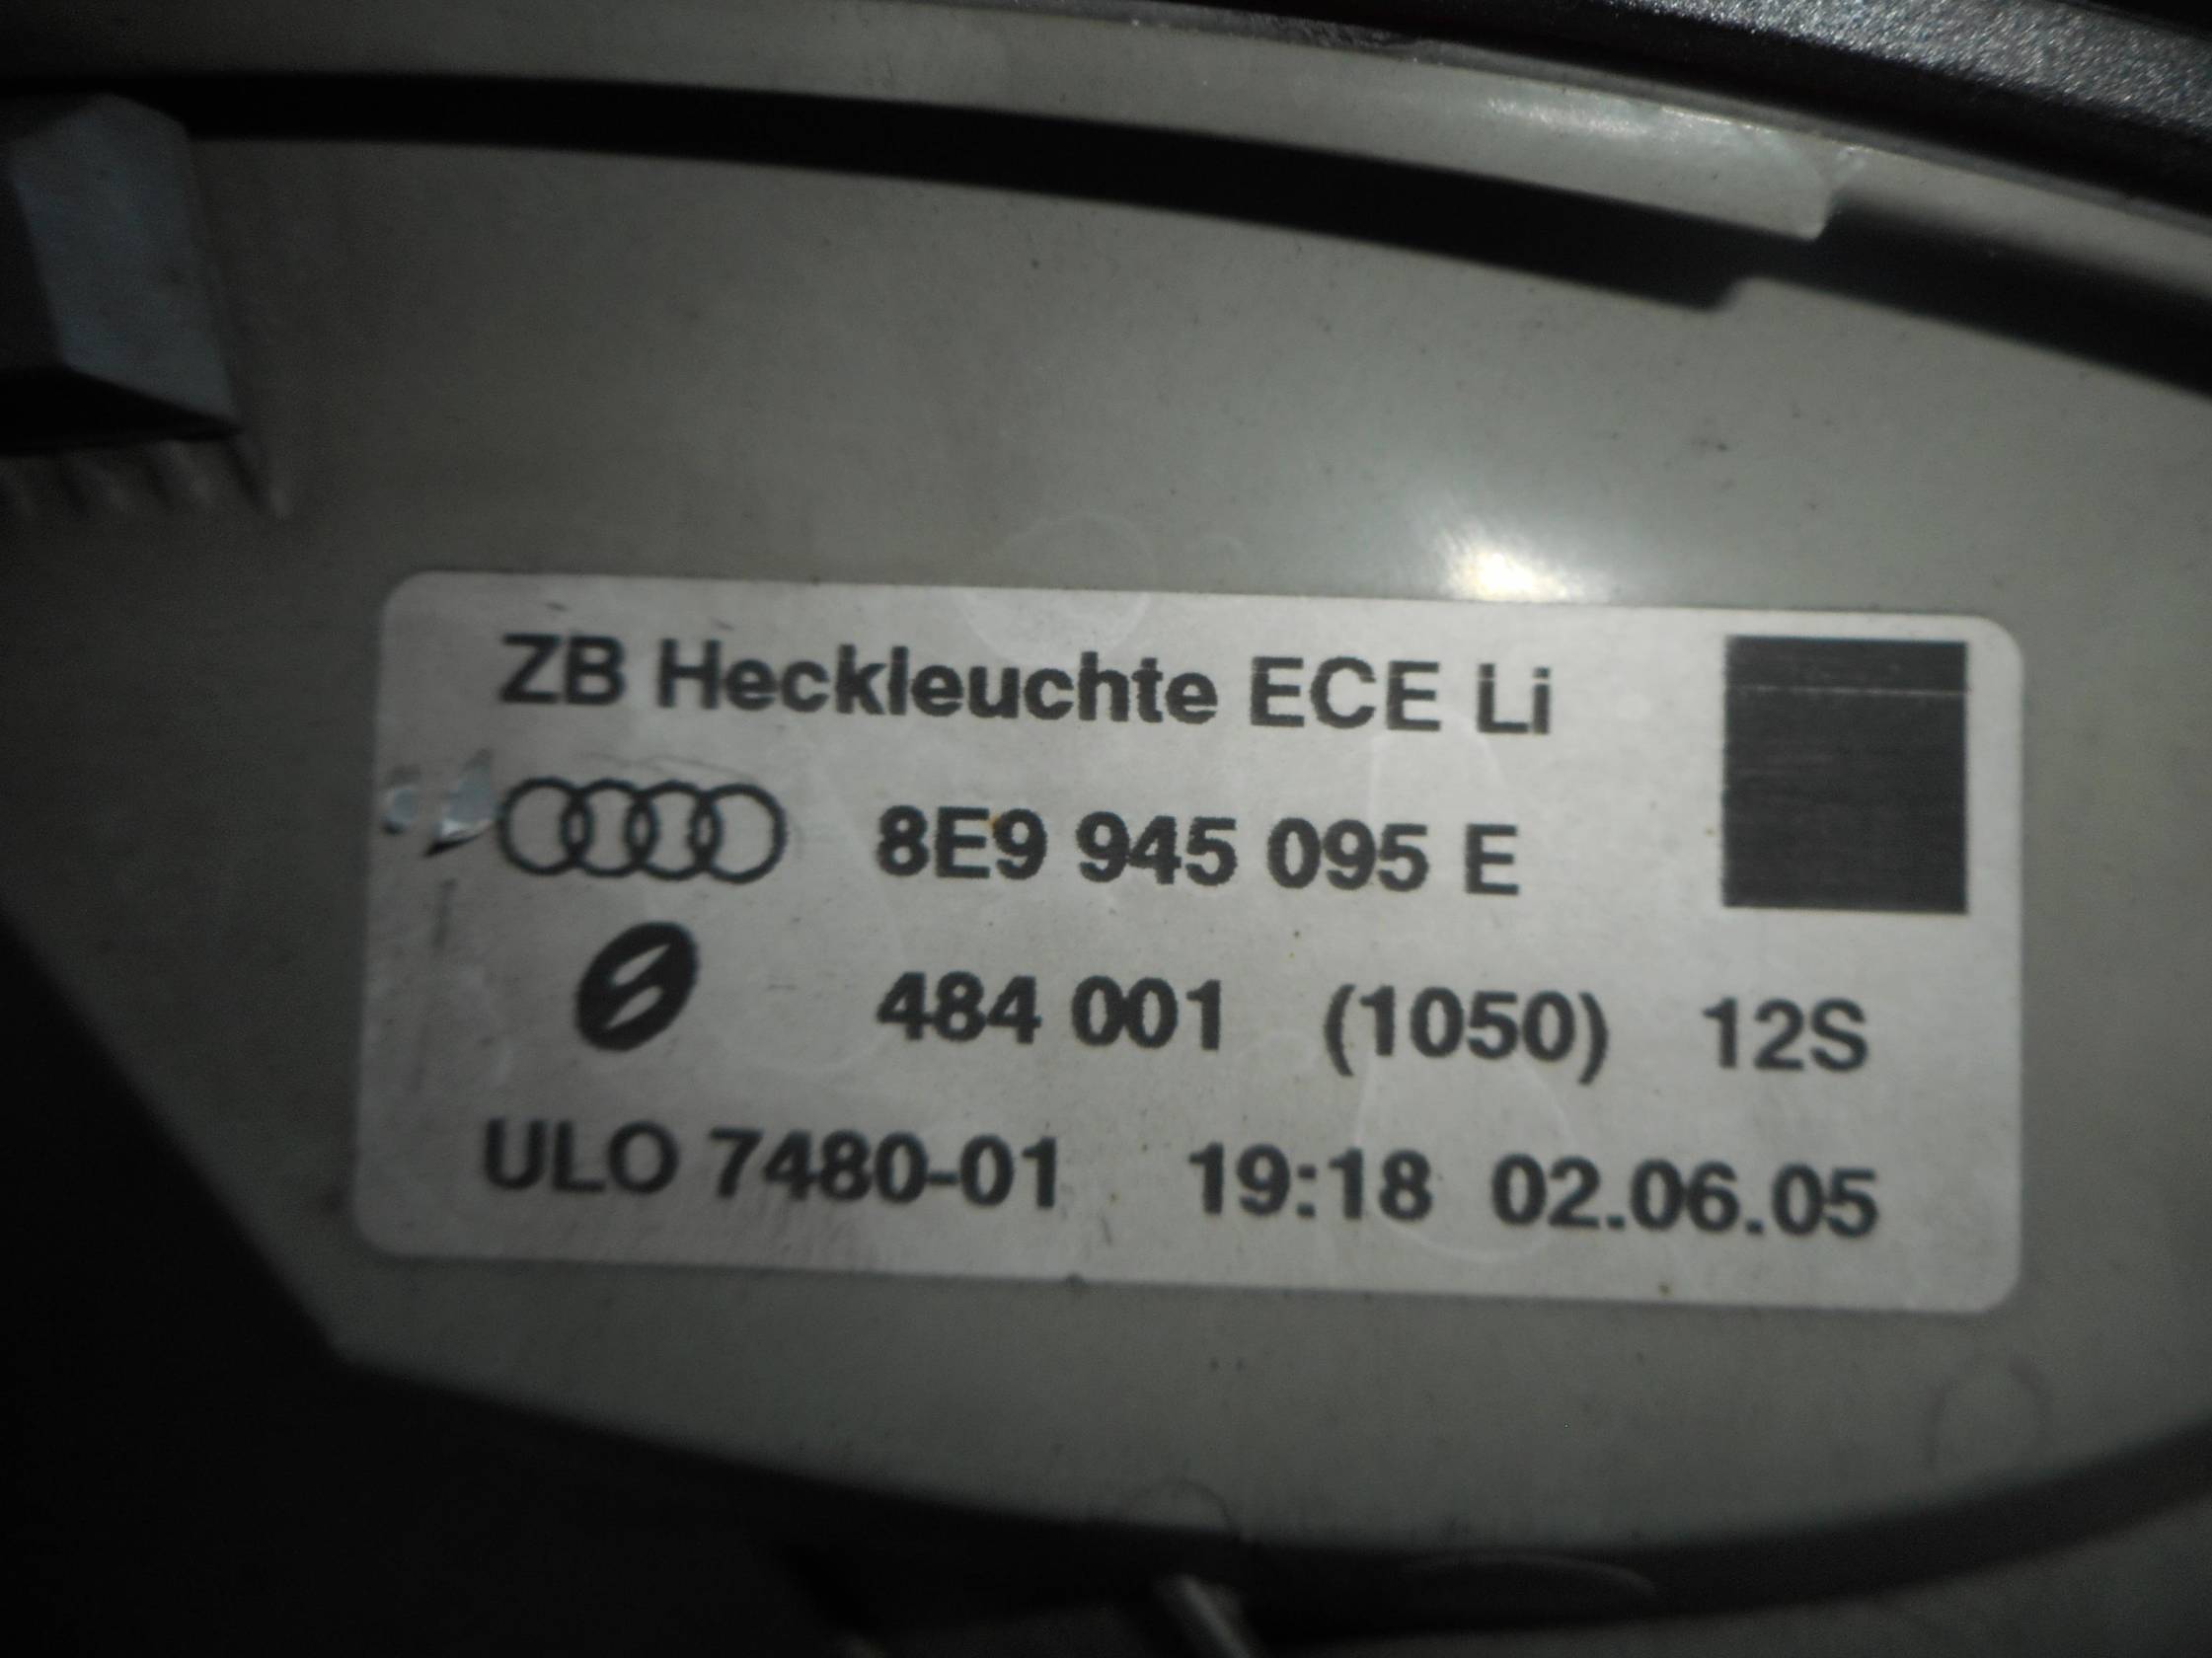 ZB Heckleuchte ECE Li
8E9 945 095 E
484 001 (1050) 12S
ULO 7480-01 19:18 02.06.05